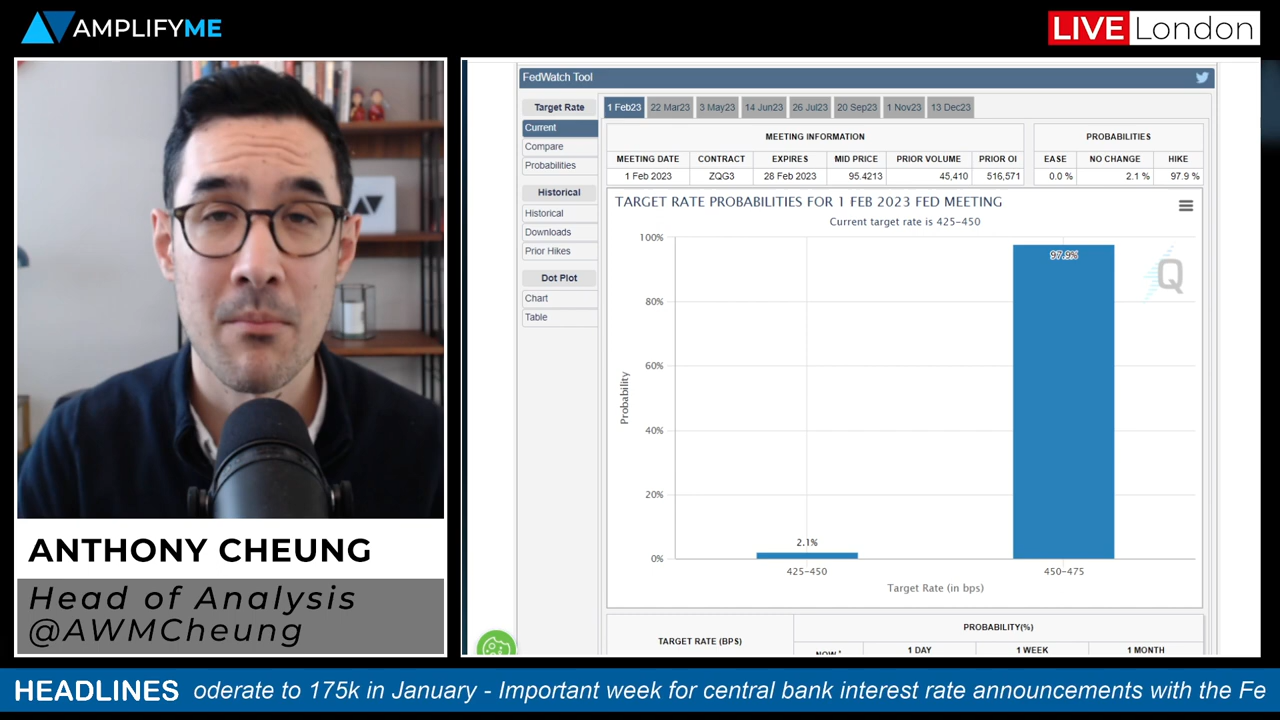 AMPLIFYME
LIVE London
ANTHONY CHEUNG
Head of Analysis
@AWMCheung
FedWatch Tool
Target Rate
Current
Compare
Probabilities
Historical
Historical
Downloads
Prior Hikes
Dot Plot
Chart
Table
1 Feb23 22 Mar23 3 May23 14 Jun23 26 Jul23 20 Sep23 1 Nov23 13 Dec23
MEETING INFORMATION
MEETING DATE CONTRACT EXPIRES MID PRICE PRIOR VOLUME PRIOR OI
1 Feb 2023 ZQG3 28 Feb 2023 95.4213 45,410 516,571
PROBABILITIES
EASE NO CHANGE HIKE
0.0 % 2.1 % 97.9 %
TARGET RATE PROBABILITIES FOR 1 FEB 2023 FED MEETING
Current target rate is 425-450
Probability
100%
80%
60%
40%
20%
0%
97.9%
2.1%
Q
425-450 450-475
Target Rate (in bps)
TARGET RATE (BPS)
PROBABILITY(%)
NOW * 1 DAY 1 WEEK 1 MONTH
HEADLINES oderate to 175k in January - Important week for central bank interest rate announcements with the Fe